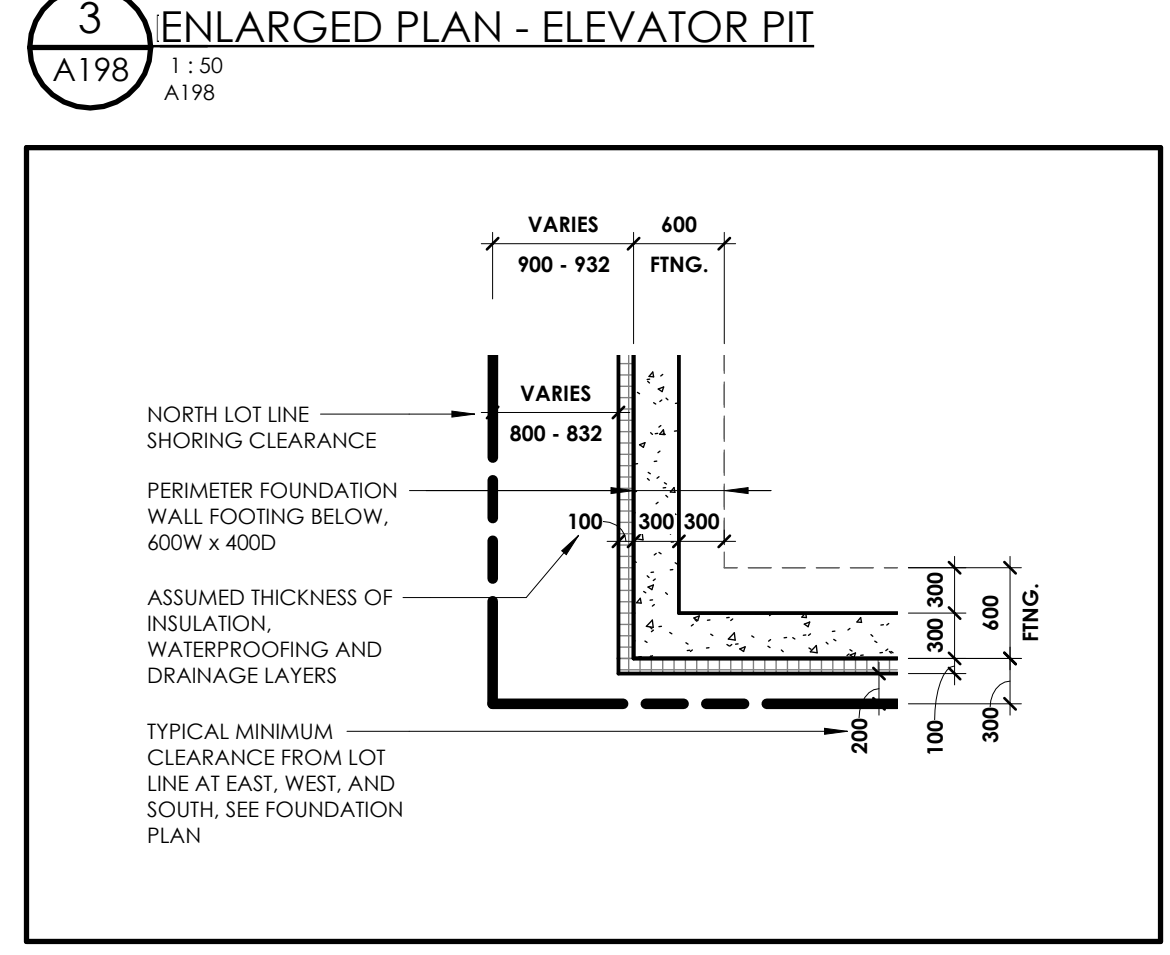 3
A198
ENLARGED PLAN - ELEVATOR PIT
1 : 50
A198
VARIES
900 - 932
600
FTNG.
VARIES
800 - 832
NORTH LOT LINE
SHORING CLEARANCE
PERIMETER FOUNDATION
WALL FOOTING BELOW,
600W x 400D
100
300
300
ASSUMED THICKNESS OF
INSULATION,
WATERPROOFING AND
DRAINAGE LAYERS
300
300
600
FTNG.
TYPICAL MINIMUM
CLEARANCE FROM LOT
LINE AT EAST, WEST, AND
SOUTH, SEE FOUNDATION
PLAN
200
100
300